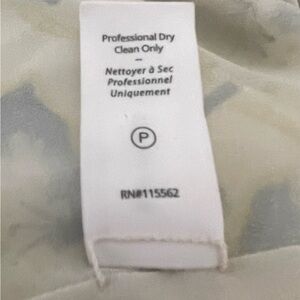 Professional Dry
Clean Only
–
Nettoyer à Sec
Professionnel
Uniquement
P
RN#115562